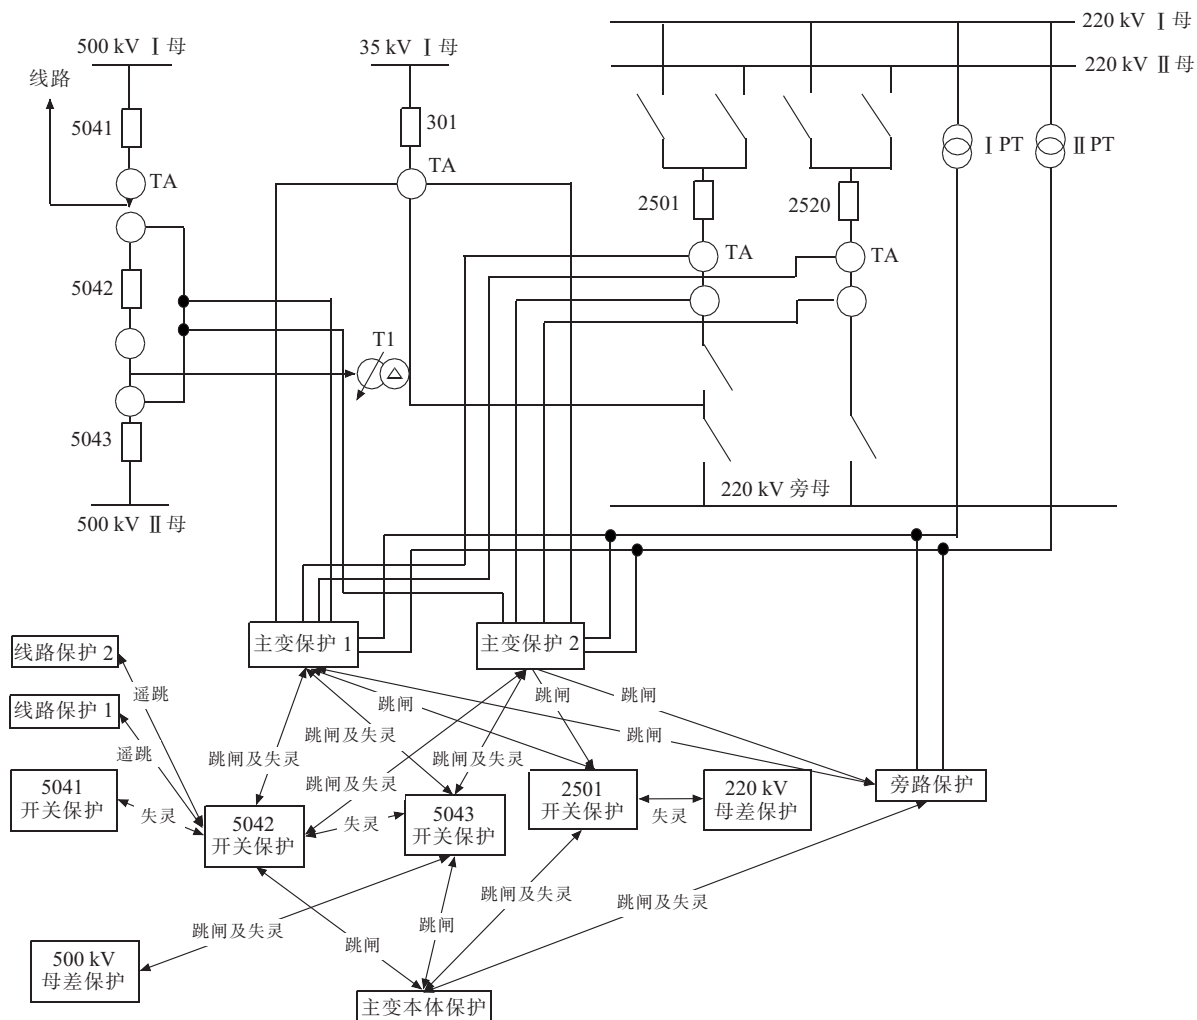 220 kV Ⅰ 母
500 kV Ⅰ 母
35 kV Ⅰ 母
220 kV Ⅱ 母
线路
5041
301
Ⅰ PT
Ⅱ PT
TA
TA
2501
2520
TA
TA
5042
T1
5043
220 kV 旁母
500 kV Ⅱ 母
主变保护 1
主变保护 2
线路保护 2
遥跳
跳闸
跳闸
跳闸
线路保护 1
跳闸及失灵
跳闸
遥跳
跳闸及失灵
跳闸及失灵
跳闸及失灵
5041
开关保护
失灵
5042
开关保护
失灵
5043
开关保护
2501
开关保护
失灵
220 kV
母差保护
旁路保护
跳闸及失灵
跳闸及失灵
跳闸及失灵
跳闸
跳闸
500 kV
母差保护
主变本体保护